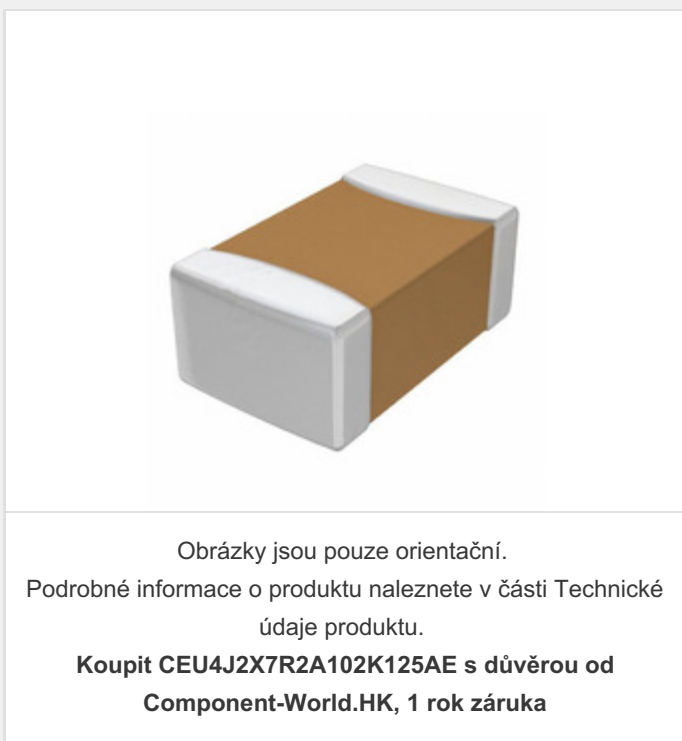 Obrázky jsou pouze orientační.
Podrobné informace o produktu naleznete v části Technické
údaje produktu.
Koupit CEU4J2X7R2A102K125AE s důvěrou od
Component-World.HK, 1 rok záruka